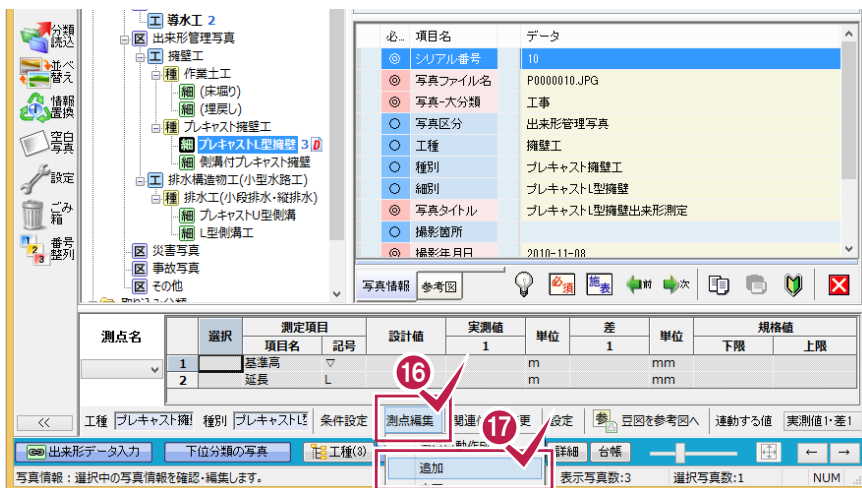 分類
読込
並べ
替え
情報
置換
空白
写真
設定
ごみ
箱
番号
整列
<<
工 導水工 2
区 出来形管理写真
工 擁壁工
種 作業土工
細 (床堀り)
細 (埋戻し)
種 プレキャスト擁壁工
細 プレキャストL型擁壁 3
細 側溝付プレキャスト擁壁
工 排水構造物工(小型水路工)
種 排水工(小段排水・縦排水)
細 プレキャストU型側溝
細 L型側溝工
区 災害写真
区 事故写真
区 その他
必... 項目名 データ
◎ シリアル番号 10
◎ 写真ファイル名 P0000010.JPG
◎ 写真-大分類 工事
○ 写真区分 出来形管理写真
○ 工種 擁壁工
○ 種別 プレキャスト擁壁工
○ 細別 プレキャストL型擁壁
◎ 写真タイトル プレキャストL型擁壁出来形測定
○ 撮影箇所
◎ 撮影年月日 2010-11-08
写真情報 参考図 必須 施表 前 次
測点名 選択 測定項目 設計値 実測値 単位 差 単位 規格値
項目名 記号 1 1 下限 上限
1 基準高 ▽ m mm
2 延長 L m mm
16
17
工種 プレキャスト擁 種別 プレキャストL 条件設定 測点編集 関連 更 設定 参 豆図を参考図へ 連動する値 実測値1・差1
出来形データ入力 下位分類の写真 工種(3) 詳細 台帳 ← →
追加
写真情報：選択中の写真情報を確認・編集します。 表示写真数:3 選択写真数:1 NUM